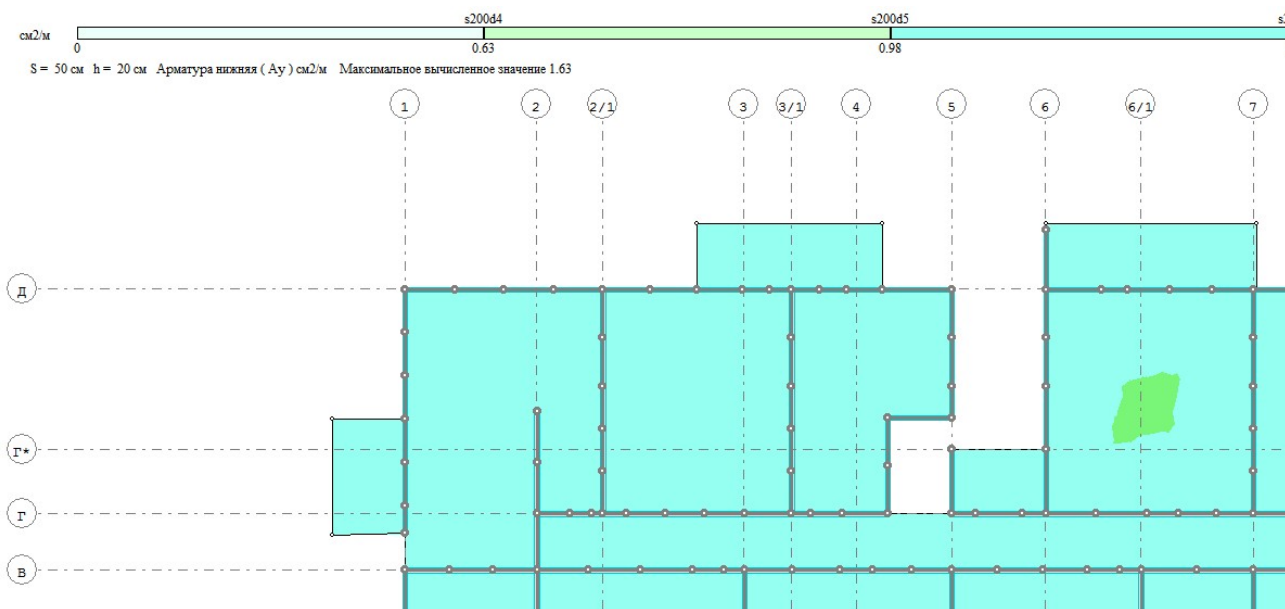 s200d4 s200d5 s
см2/м
0 0.63 0.98
S = 50 см h = 20 см Арматура нижняя ( Ау ) см2/м Максимальное вычисленное значение 1.63
1 2 2/1 3 3/1 4 5 6 6/1 7
Д
Г*
Г
В